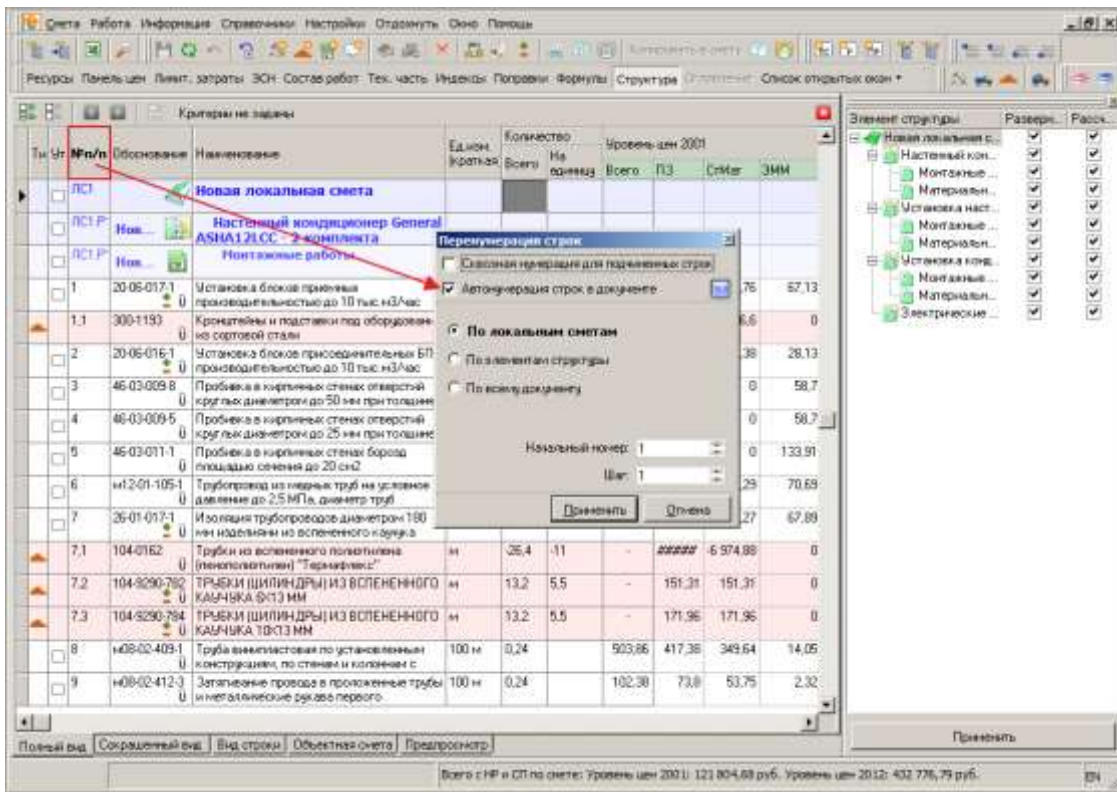 Смета Работа Информация Справочники Настройки Отдохнуть Окно Помощь
Ресурсы Панель цен Лимит. затраты ЭСН Состав работ Тех. часть Индексы Поправки Формулы Структура Список открытых окон
Критерии не заданы
Ти Уг №п/п Обоснование Наименование Ед.изм. краткая Количество Всего На единицу Уровень цен 2001 Всего ПЗ СтМат ЭММ
ЛС1 Новая локальная смета
ЛС1.Р Нов... Настенный кондиционер General ASHA12LCC - 2 комплекта
ЛС1.Р Нов... Монтажные работы
1 20-06-017-1 Установка блоков приемных производительностью до 10 тыс. м3/час 67,13
1.1 300-1193 Кронштейны и подставки под оборудован из сортовой стали 0
2 20-06-016-1 Установка блоков присоединительных БП производительностью до 10 тыс. м3/час 28,13
3 46-03-009-8 Пробивка в кирпичных стенах отверстий круглых диаметром до 50 мм при толщине 0 58,7
4 46-03-009-5 Пробивка в кирпичных стенах отверстий круглых диаметром до 25 мм при толщине 0 58,7
5 46-03-011-1 Пробивка в кирпичных стенах борозд площадью сечения до 20 см2 0 133,91
6 м12-01-105-1 Трубопровод из медных труб на условное давление до 2,5 МПа, диаметр труб 70,69
7 26-01-017-1 Изоляция трубопроводов диаметром 180 мм изделиями из вспененного каучука 67,89
7.1 104-0162 Трубки из вспененного полиэтилена (пенополиэтилен) "Термафлекс" м -26,4 -11 - ##### -6 974,88 0
7.2 104-9290-782 ТРУБКИ (ЦИЛИНДРЫ) ИЗ ВСПЕНЕННОГО КАУЧУКА 6Х13 ММ м 13,2 5,5 - 151,31 151,31 0
7.3 104-9290-784 ТРУБКИ (ЦИЛИНДРЫ) ИЗ ВСПЕНЕННОГО КАУЧУКА 10Х13 ММ м 13,2 5,5 - 171,96 171,96 0
8 м08-02-409-1 Труба винипластовая по установленным конструкциям, по стенам и колоннам с 100 м 0,24 503,86 417,38 349,64 14,05
9 м08-02-412-3 Затягивание провода в проложенные трубы и металлические рукава первого 100 м 0,24 102,38 73,8 53,75 2,32
Перенумерация строк
Сквозная нумерация для подчиненных строк
Автонумерация строк в документе
По локальным сметам
По элементам структуры
По всему документу
Начальный номер: 1
Шаг: 1
Применить Отмена
Элемент структуры Разверн. Рассч.
Новая локальная с...
Настенный кон...
Монтажные ...
Материальн...
Установка наст...
Монтажные ...
Материальн...
Установка конд...
Монтажные ...
Материальн...
Электрические ...
Применить
Полный вид Сокращенный вид Вид строки Объектная смета Предпросмотр
Всего с НР и СП по смете: Уровень цен 2001: 121 804,68 руб. Уровень цен 2012: 432 776,79 руб. EN